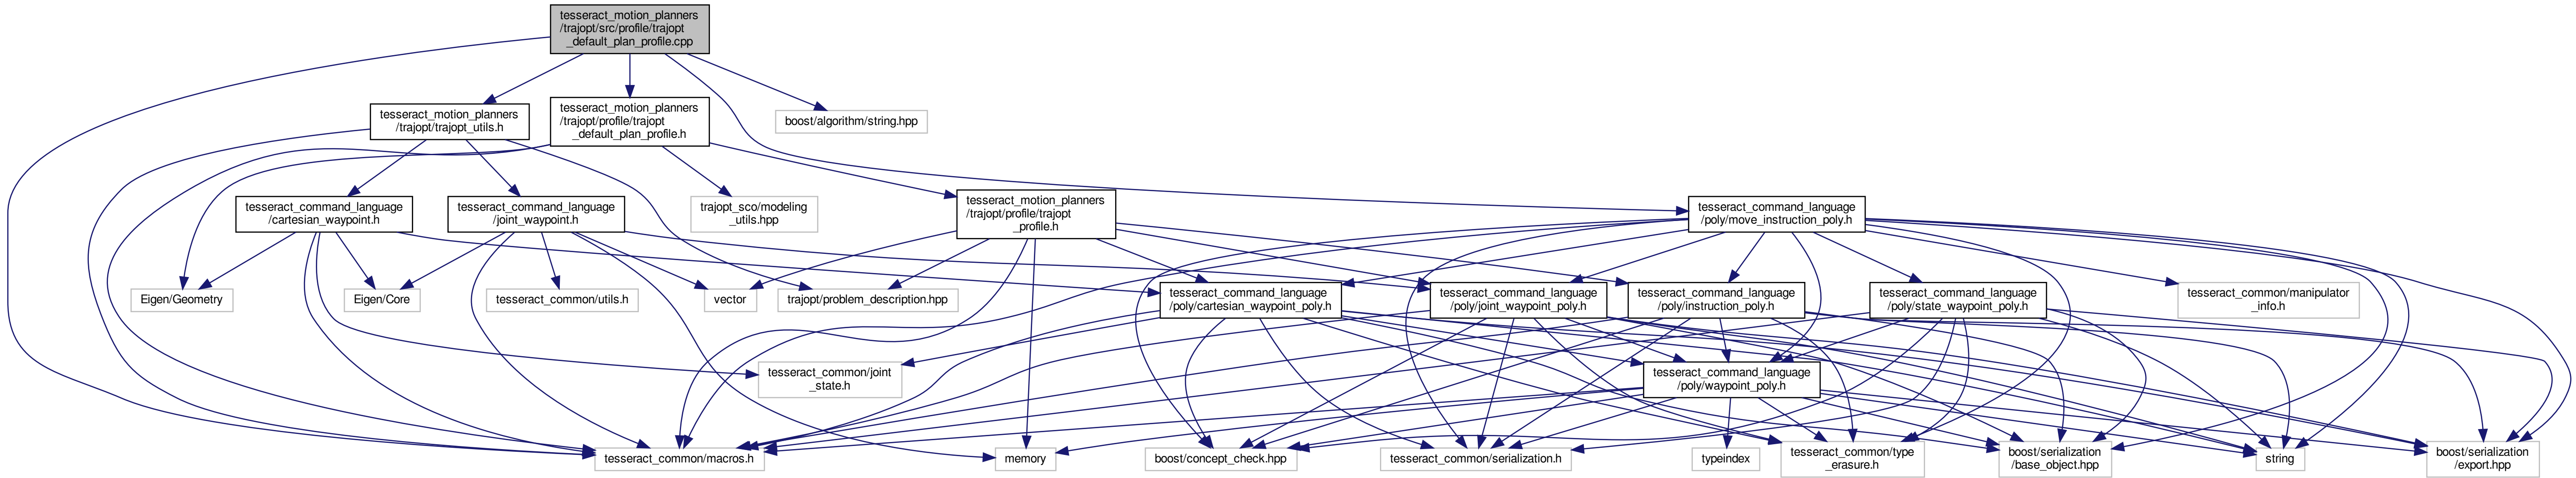 tesseract_motion_planners
/trajopt/src/profile/trajopt
_default_plan_profile.cpp
tesseract_motion_planners
/trajopt/trajopt_utils.h
tesseract_motion_planners
/trajopt/profile/trajopt
_default_plan_profile.h
boost/algorithm/string.hpp
tesseract_command_language
/cartesian_waypoint.h
tesseract_command_language
/joint_waypoint.h
trajopt_sco/modeling
_utils.hpp
tesseract_motion_planners
/trajopt/profile/trajopt
_profile.h
tesseract_command_language
/poly/move_instruction_poly.h
Eigen/Geometry
Eigen/Core
tesseract_common/utils.h
vector
trajopt/problem_description.hpp
tesseract_command_language
/poly/cartesian_waypoint_poly.h
tesseract_command_language
/poly/joint_waypoint_poly.h
tesseract_command_language
/poly/instruction_poly.h
tesseract_command_language
/poly/state_waypoint_poly.h
tesseract_common/manipulator
_info.h
tesseract_common/joint
_state.h
tesseract_command_language
/poly/waypoint_poly.h
tesseract_common/macros.h
memory
boost/concept_check.hpp
tesseract_common/serialization.h
typeindex
tesseract_common/type
_erasure.h
boost/serialization
/base_object.hpp
string
boost/serialization
/export.hpp